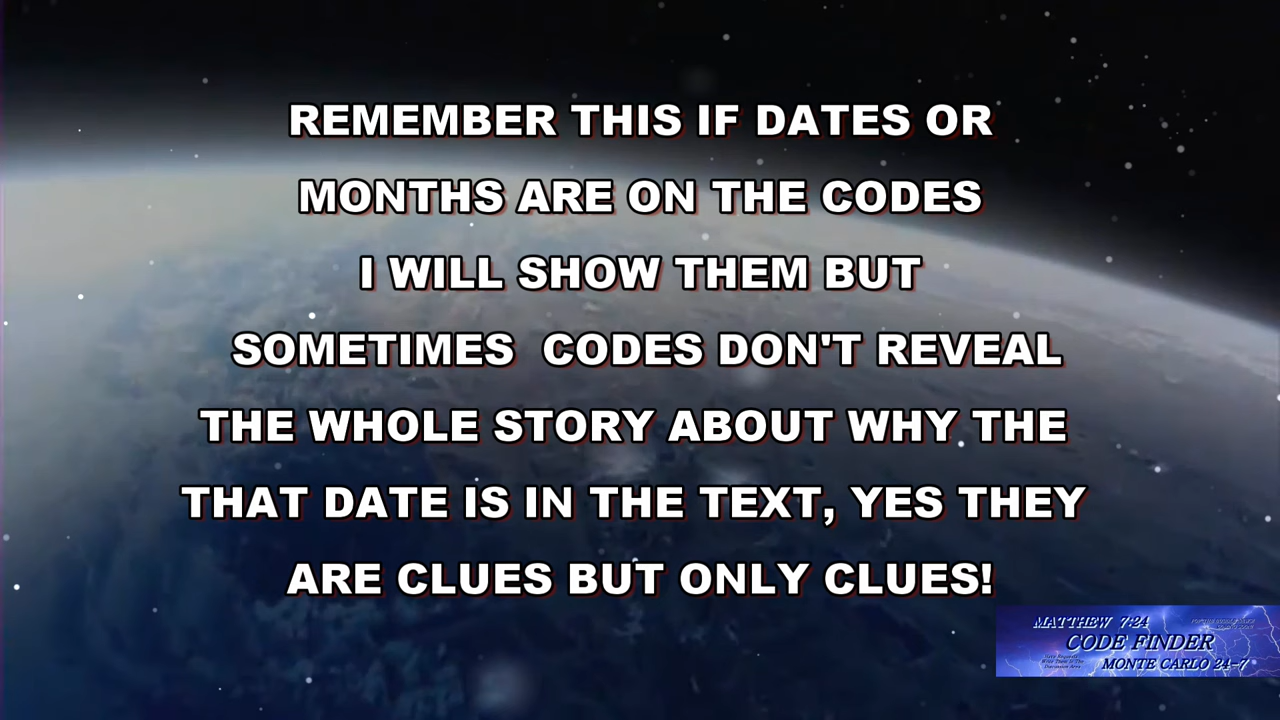 REMEMBER THIS IF DATES OR
MONTHS ARE ON THE CODES
I WILL SHOW THEM BUT
SOMETIMES CODES DON'T REVEAL
THE WHOLE STORY ABOUT WHY THE
THAT DATE IS IN THE TEXT, YES THEY
ARE CLUES BUT ONLY CLUES!
MATTHEW 7:24
CODE FINDER
MONTE CARLO 24-7